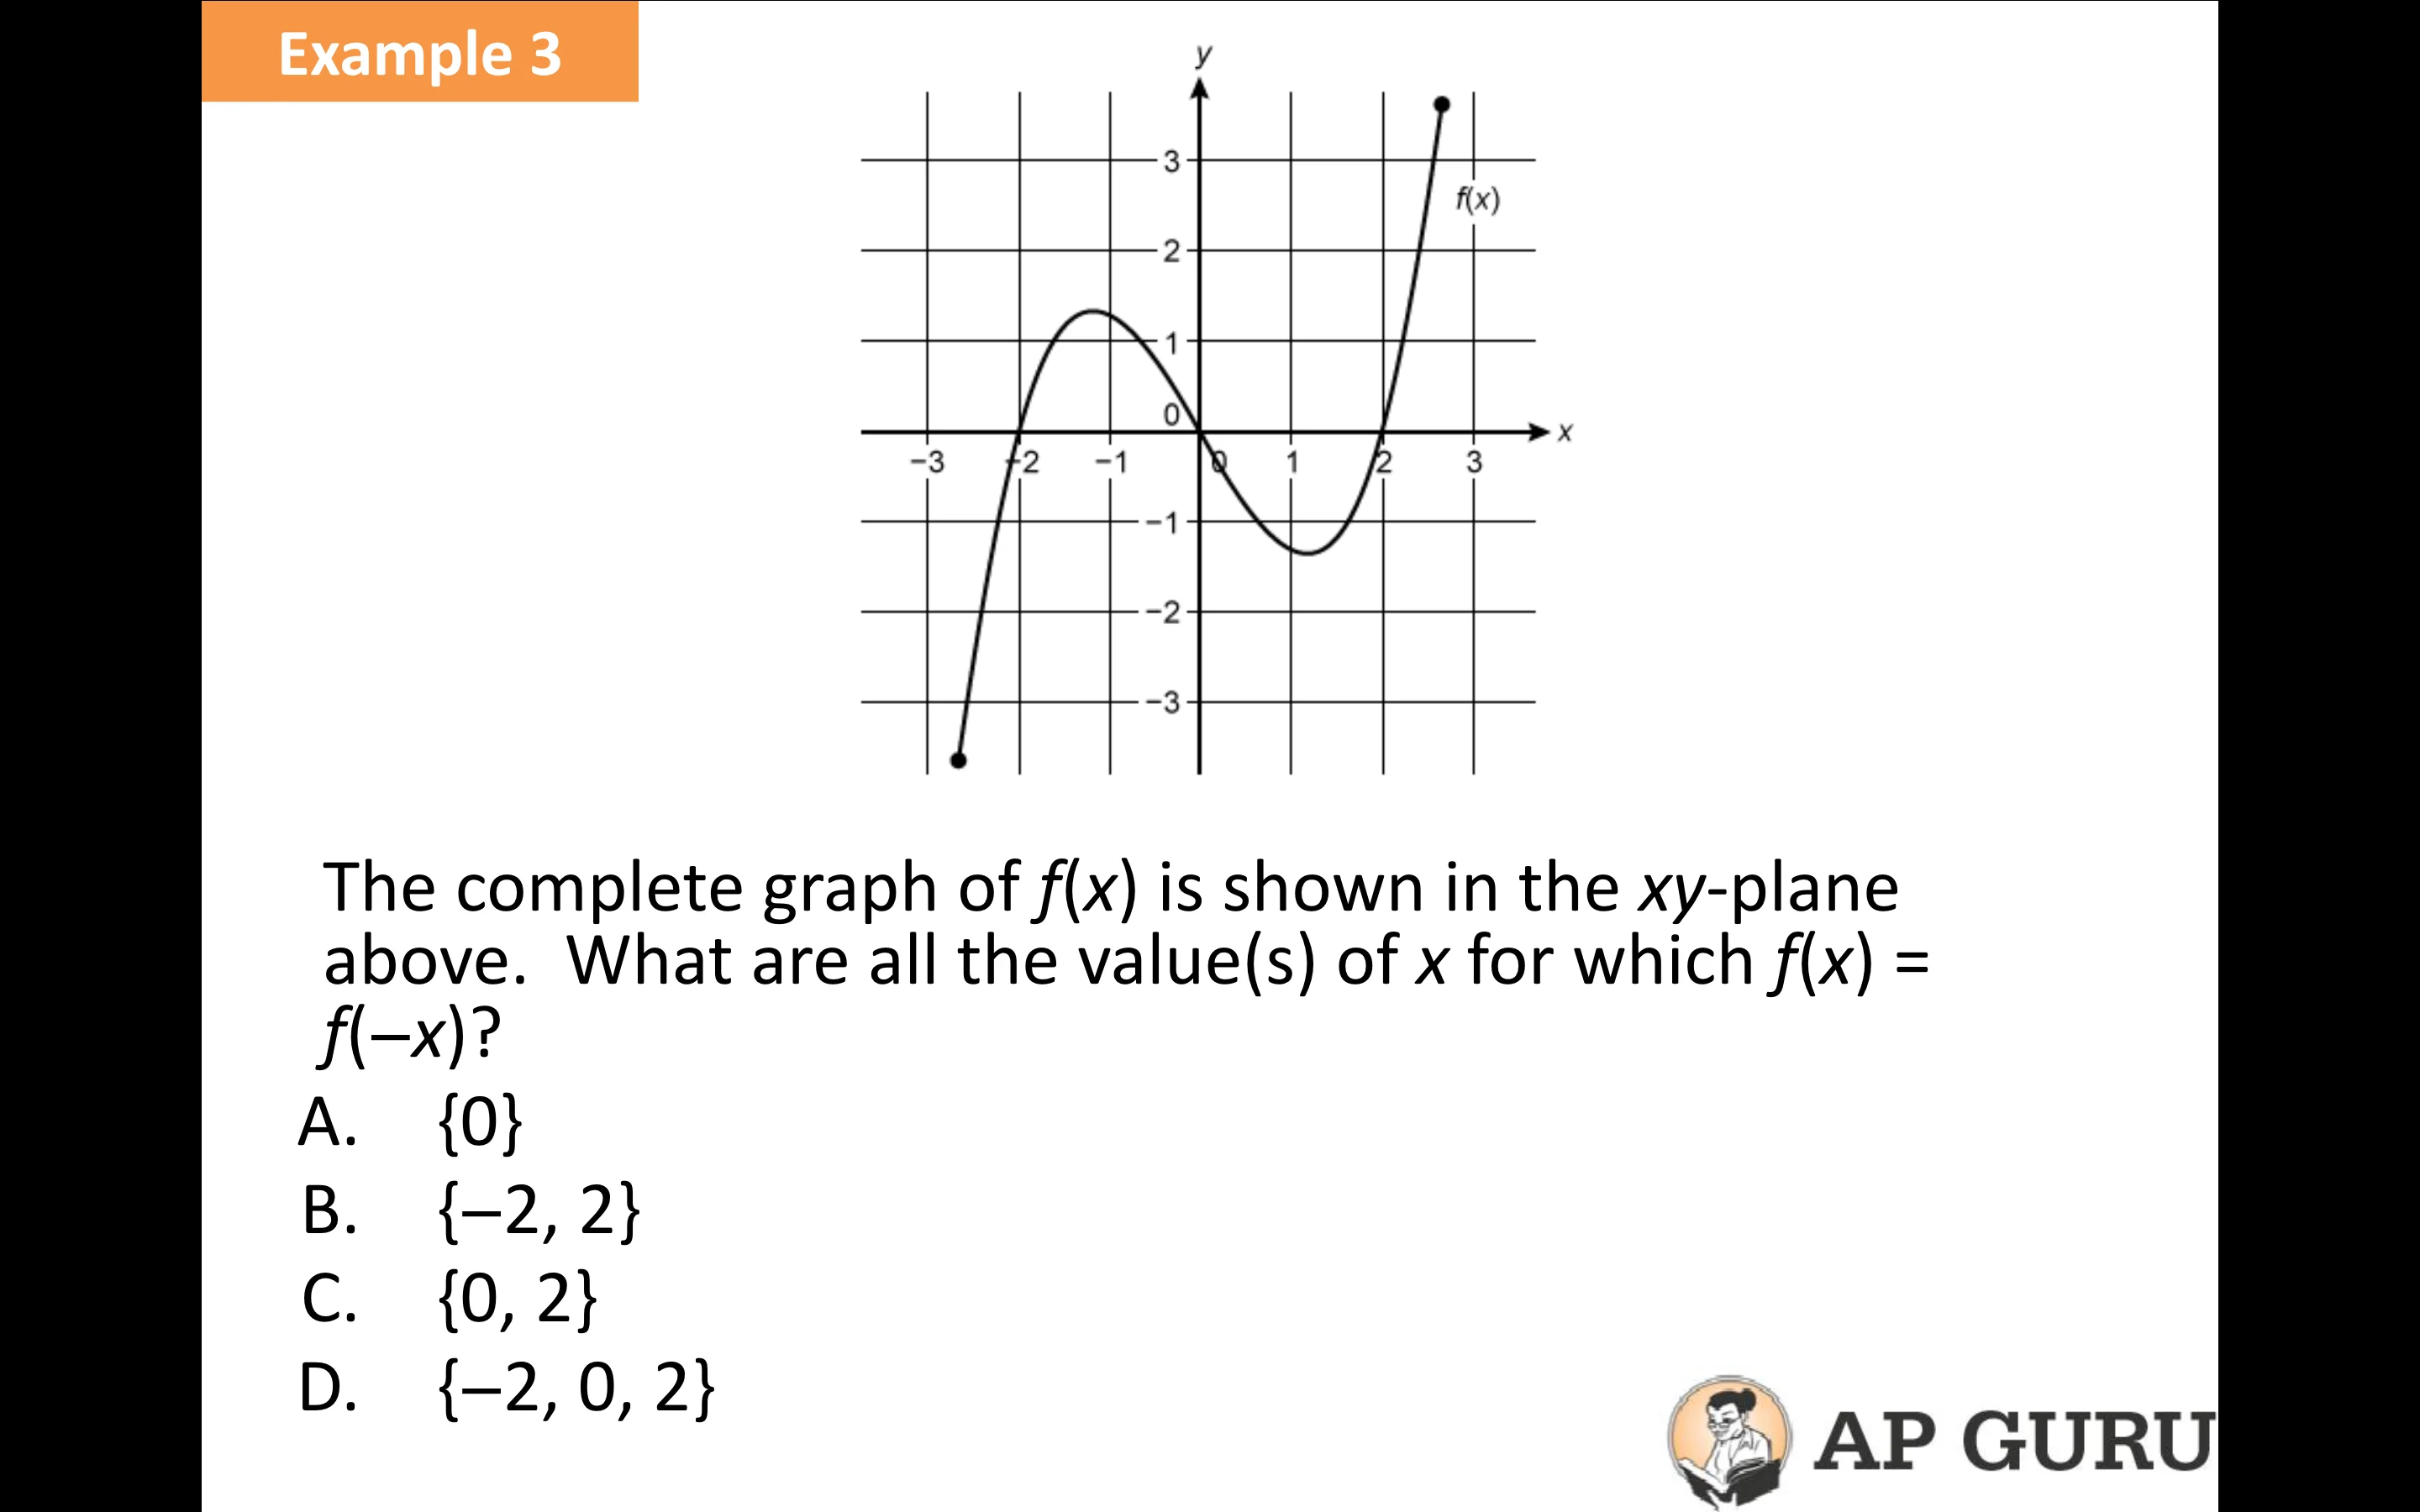 Example 3
y
3
f(x)
2
1
0
x
−3 −2 −1 0 1 2 3
−1
−2
−3
The complete graph of f(x) is shown in the xy-plane
above. What are all the value(s) of x for which f(x) =
f(–x)?
A. {0}
B. {–2, 2}
C. {0, 2}
D. {–2, 0, 2}
AP GURU